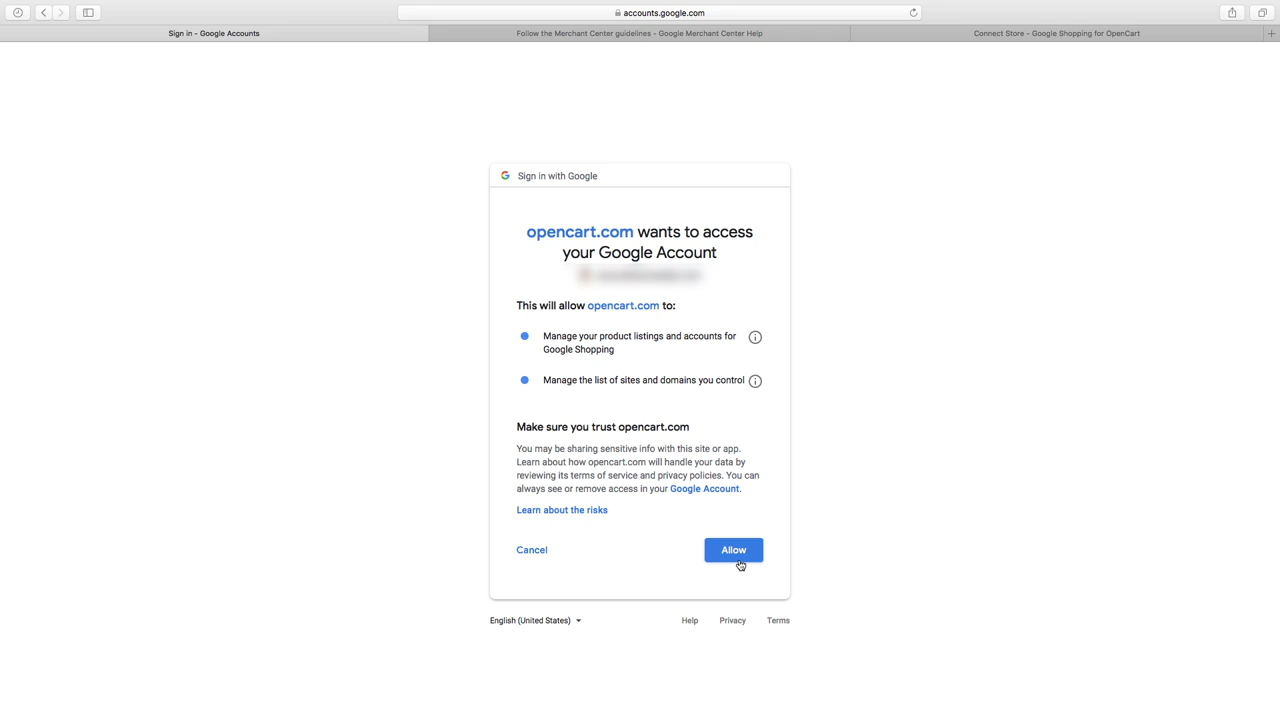 accounts.google.com
Sign in - Google Accounts
Follow the Merchant Center guidelines - Google Merchant Center Help
Connect Store - Google Shopping for OpenCart
Sign in with Google
opencart.com wants to access
your Google Account
This will allow opencart.com to:
Manage your product listings and accounts for
Google Shopping
Manage the list of sites and domains you control
Make sure you trust opencart.com
You may be sharing sensitive info with this site or app.
Learn about how opencart.com will handle your data by
reviewing its terms of service and privacy policies. You can
always see or remove access in your Google Account.
Learn about the risks
Cancel
Allow
English (United States)
Help
Privacy
Terms